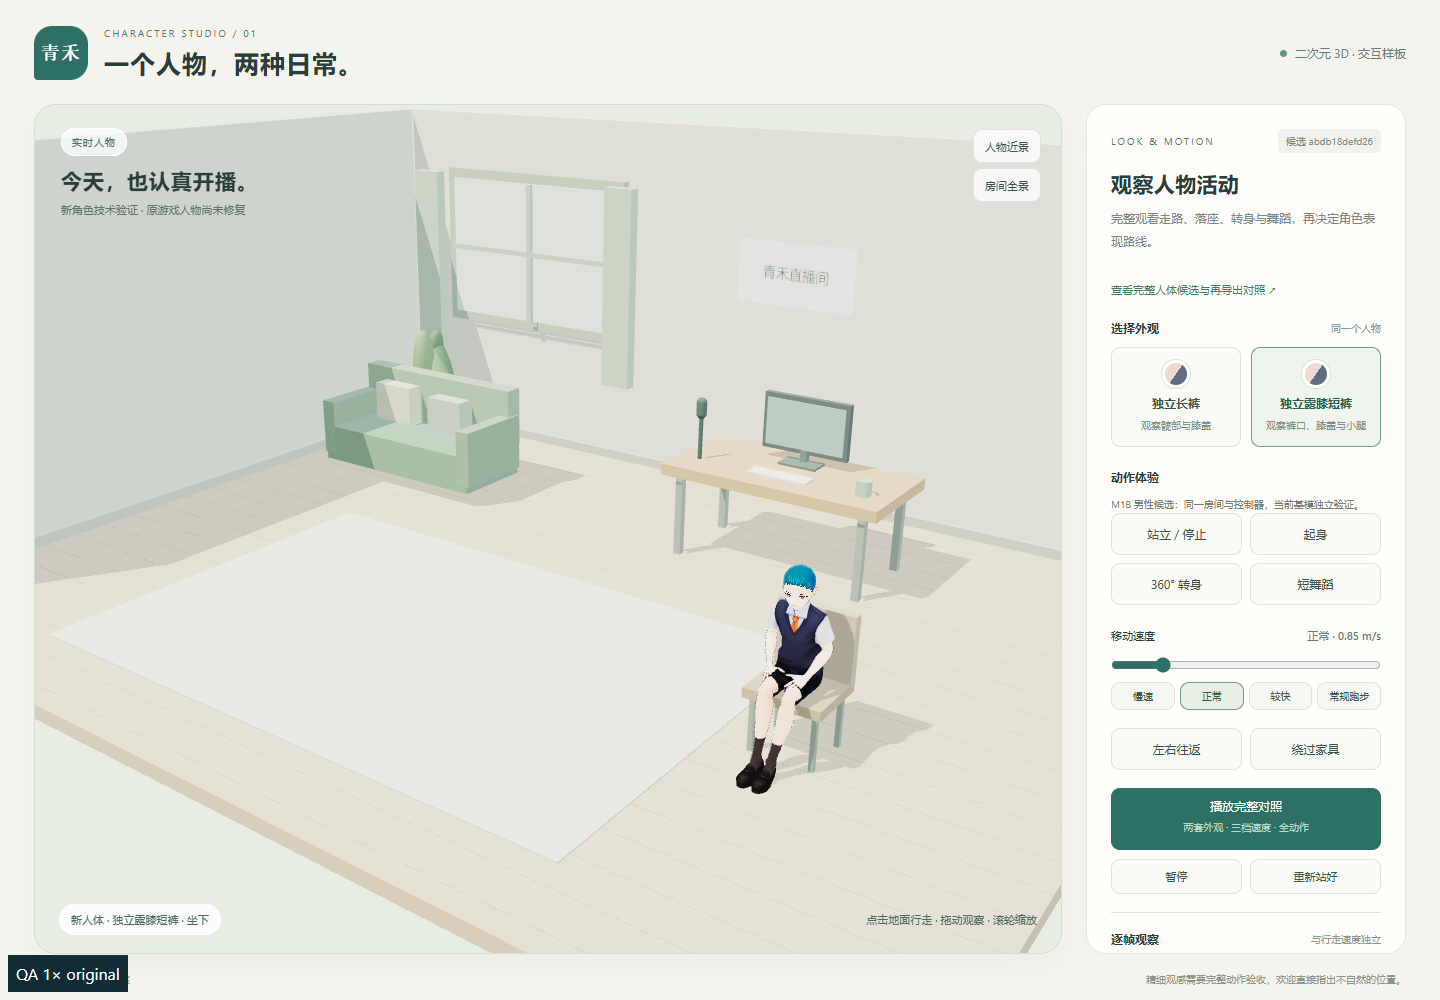 青禾
CHARACTER STUDIO / 01
一个人物，两种日常。
二次元 3D · 交互样板
实时人物
今天，也认真开播。
新角色技术验证 · 原游戏人物尚未修复
人物近景
房间全景
青禾直播间
新人体 · 独立露膝短裤 · 坐下
点击地面行走 · 拖动观察 · 滚轮缩放
LOOK & MOTION
候选 abdb18defd26
观察人物活动
完整观看走路、落座、转身与舞蹈，再决定角色表
现路线。
查看完整人体候选与再导出对照 ↗
选择外观
同一个人物
独立长裤
观察髋部与膝盖
独立露膝短裤
观察裤口、膝盖与小腿
动作体验
M1B 男性候选：同一房间与控制器，当前基模独立验证。
站立 / 停止
起身
360° 转身
短舞蹈
移动速度
正常 · 0.85 m/s
慢速
正常
较快
常规跑步
左右往返
绕过家具
播放完整对照
两套外观 · 三档速度 · 全动作
暂停
重新站好
逐帧观察
与行走速度独立
QA 1× original
精细观感需要完整动作验收，欢迎直接指出不自然的位置。